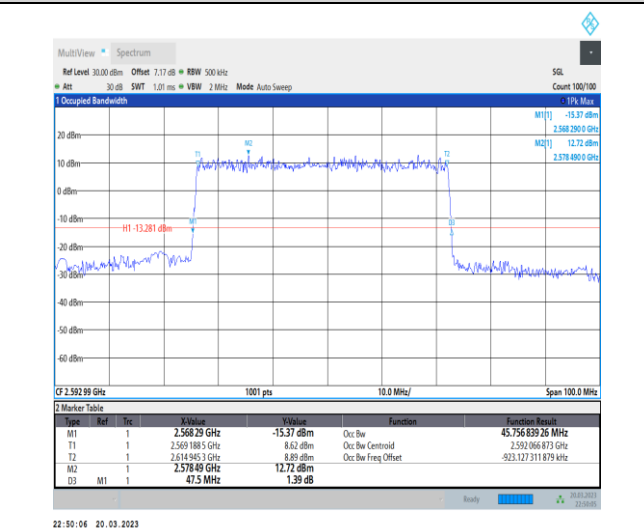 MultiView Spectrum
Ref Level 30.00 dBm Offset 7.17 dB RBW 500 kHz SGL
Att 30 dB SWT 1.01 ms VBW 2 MHz Mode Auto Sweep Count 100/100
1 Occupied Bandwidth 1Pk Max
M1[1] -15.37 dBm
2.568 290 0 GHz
M2[1] 12.72 dBm
2.578 490 0 GHz
20 dBm
M2
T1 T2
10 dBm
0 dBm
-10 dBm
M1 D3
H1 -13.281 dBm
-20 dBm
-30 dBm
-40 dBm
-50 dBm
-60 dBm
CF 2.592 99 GHz 1001 pts 10.0 MHz/ Span 100.0 MHz
2 Marker Table
Type Ref Trc X-Value Y-Value Function Function Result
M1 1 2.568 29 GHz -15.37 dBm Occ Bw 45.756 839 26 MHz
T1 1 2.569 188 5 GHz 8.62 dBm Occ Bw Centroid 2.592 066 873 GHz
T2 1 2.614 945 3 GHz 8.89 dBm Occ Bw Freq Offset -923.127 311 879 kHz
M2 1 2.578 49 GHz 12.72 dBm
D3 M1 1 47.5 MHz 1.39 dB
Ready 20.03.2023
22:50:05
22:50:06 20.03.2023